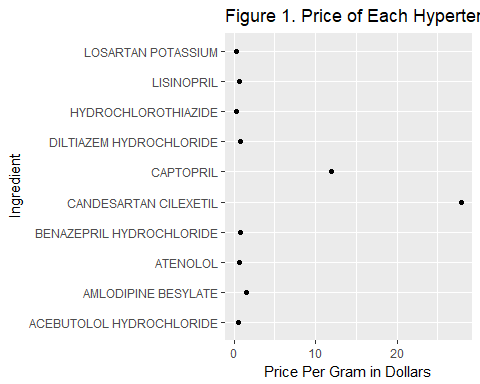 Figure 1. Price of Each Hyperten
LOSARTAN POTASSIUM
LISINOPRIL
HYDROCHLOROTHIAZIDE
DILTIAZEM HYDROCHLORIDE
CAPTOPRIL
CANDESARTAN CILEXETIL
BENAZEPRIL HYDROCHLORIDE
ATENOLOL
AMLODIPINE BESYLATE
ACEBUTOLOL HYDROCHLORIDE
Ingredient
0 10 20
Price Per Gram in Dollars